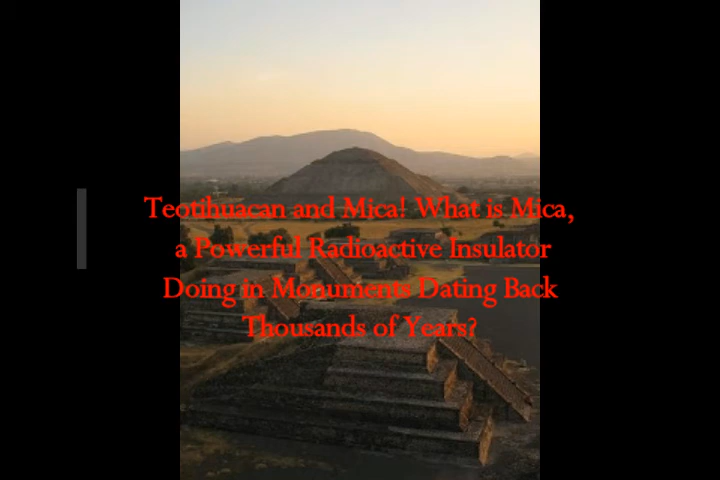 Teotihuacan and Mica! What is Mica,
a Powerful Radioactive Insulator
Doing in Monuments Dating Back
Thousands of Years?